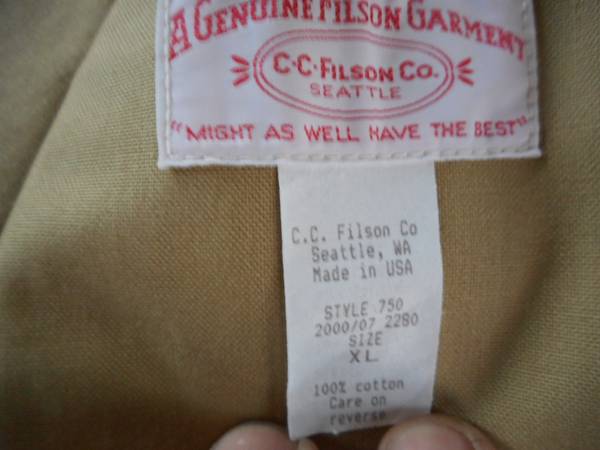 A GENUINE FILSON GARMENT
C·C·FILSON CO.
SEATTLE
"MIGHT AS WELL HAVE THE BEST"
C.C. Filson Co
Seattle, WA
Made in USA
STYLE 750
2000/07 2280
SIZE
XL
100% cotton
Care on
reverse